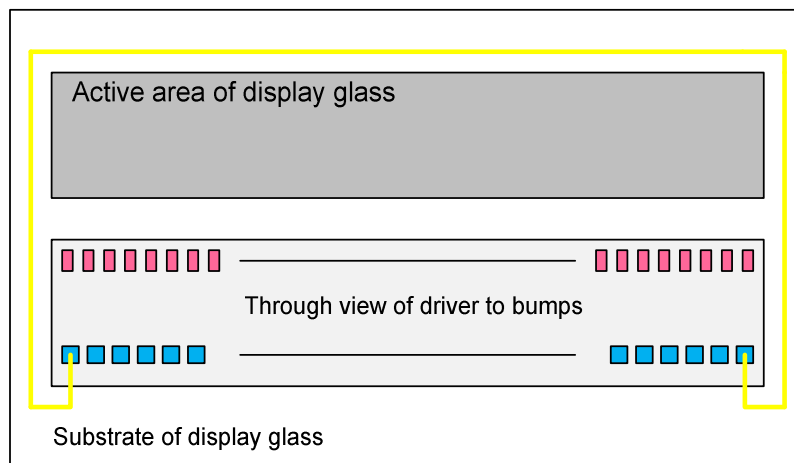 Active area of display glass
Through view of driver to bumps
Substrate of display glass